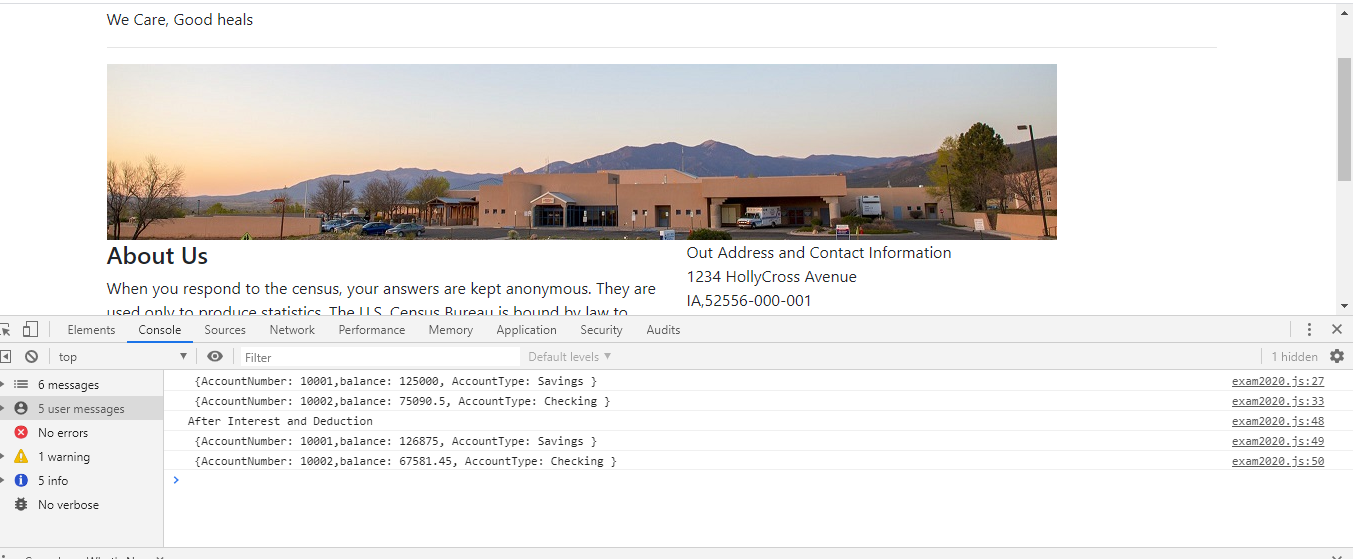 We Care, Good heals
About Us
When you respond to the census, your answers are kept anonymous. They are
used only to produce statistics. The U.S. Census Bureau is bound by law to
Out Address and Contact Information
1234 HollyCross Avenue
IA,52556-000-001
Elements Console Sources Network Performance Memory Application Security Audits
top Filter Default levels 1 hidden
6 messages
5 user messages
No errors
1 warning
5 info
No verbose
{AccountNumber: 10001,balance: 125000, AccountType: Savings } exam2020.js:27
{AccountNumber: 10002,balance: 75090.5, AccountType: Checking } exam2020.js:33
After Interest and Deduction exam2020.js:48
{AccountNumber: 10001,balance: 126875, AccountType: Savings } exam2020.js:49
{AccountNumber: 10002,balance: 67581.45, AccountType: Checking } exam2020.js:50